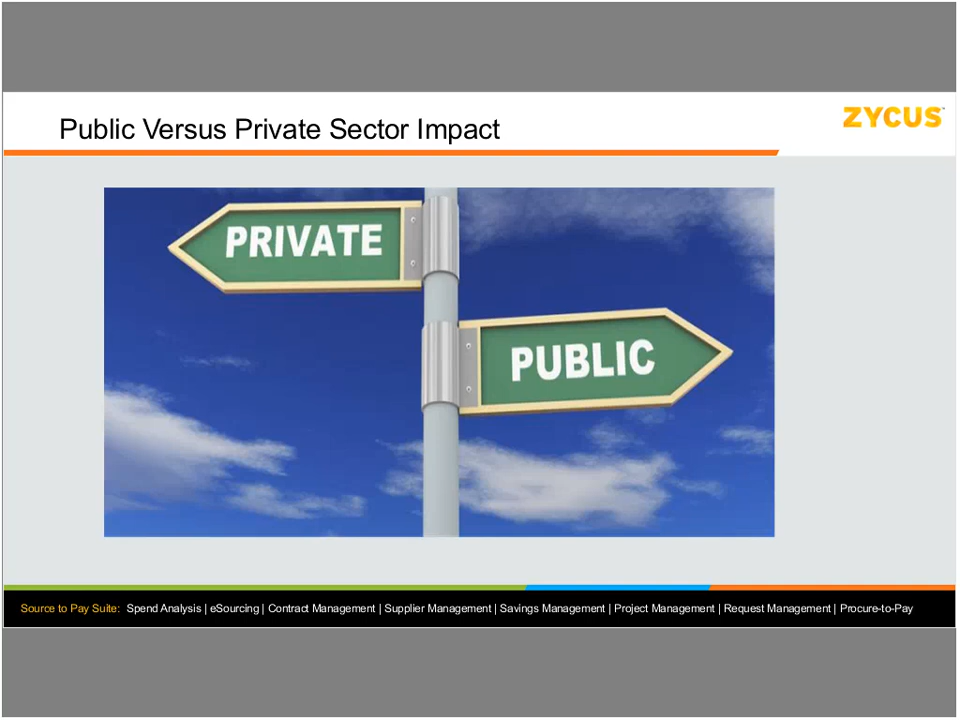 Public Versus Private Sector Impact
ZYCUS™
PRIVATE
PUBLIC
Source to Pay Suite: Spend Analysis | eSourcing | Contract Management | Supplier Management | Savings Management | Project Management | Request Management | Procure-to-Pay